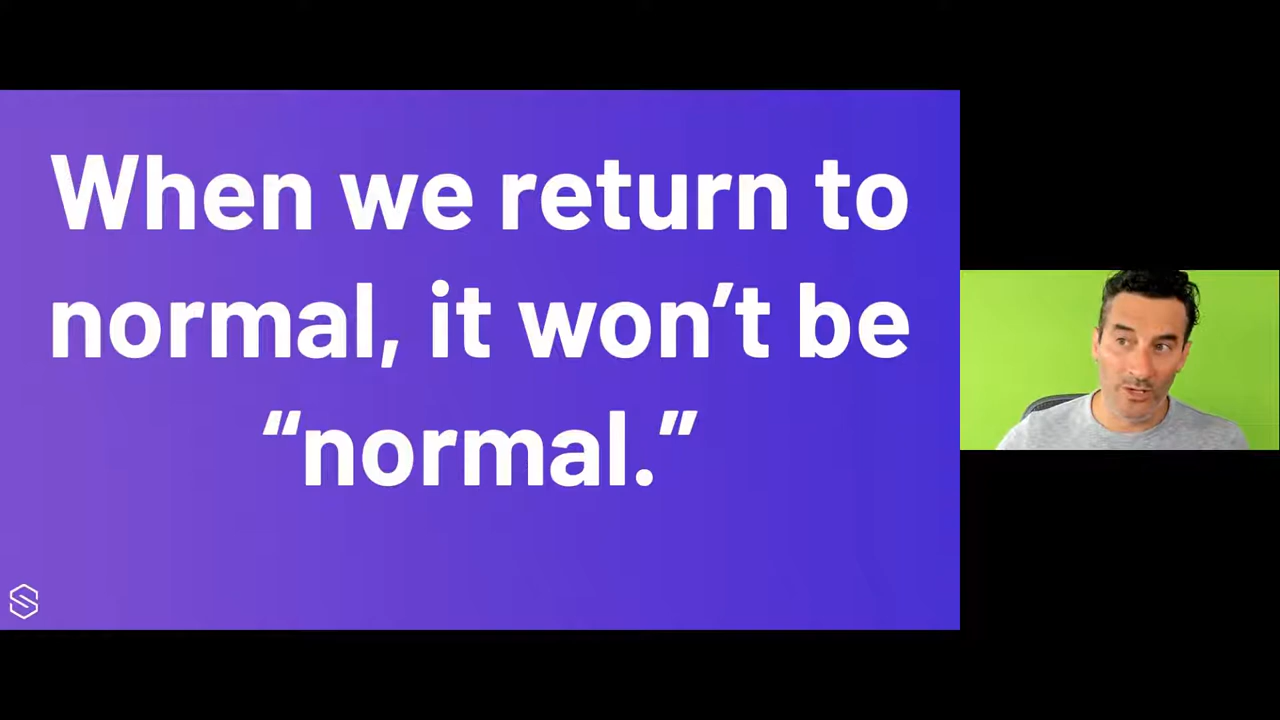 When we return to
normal, it won’t be
“normal.”